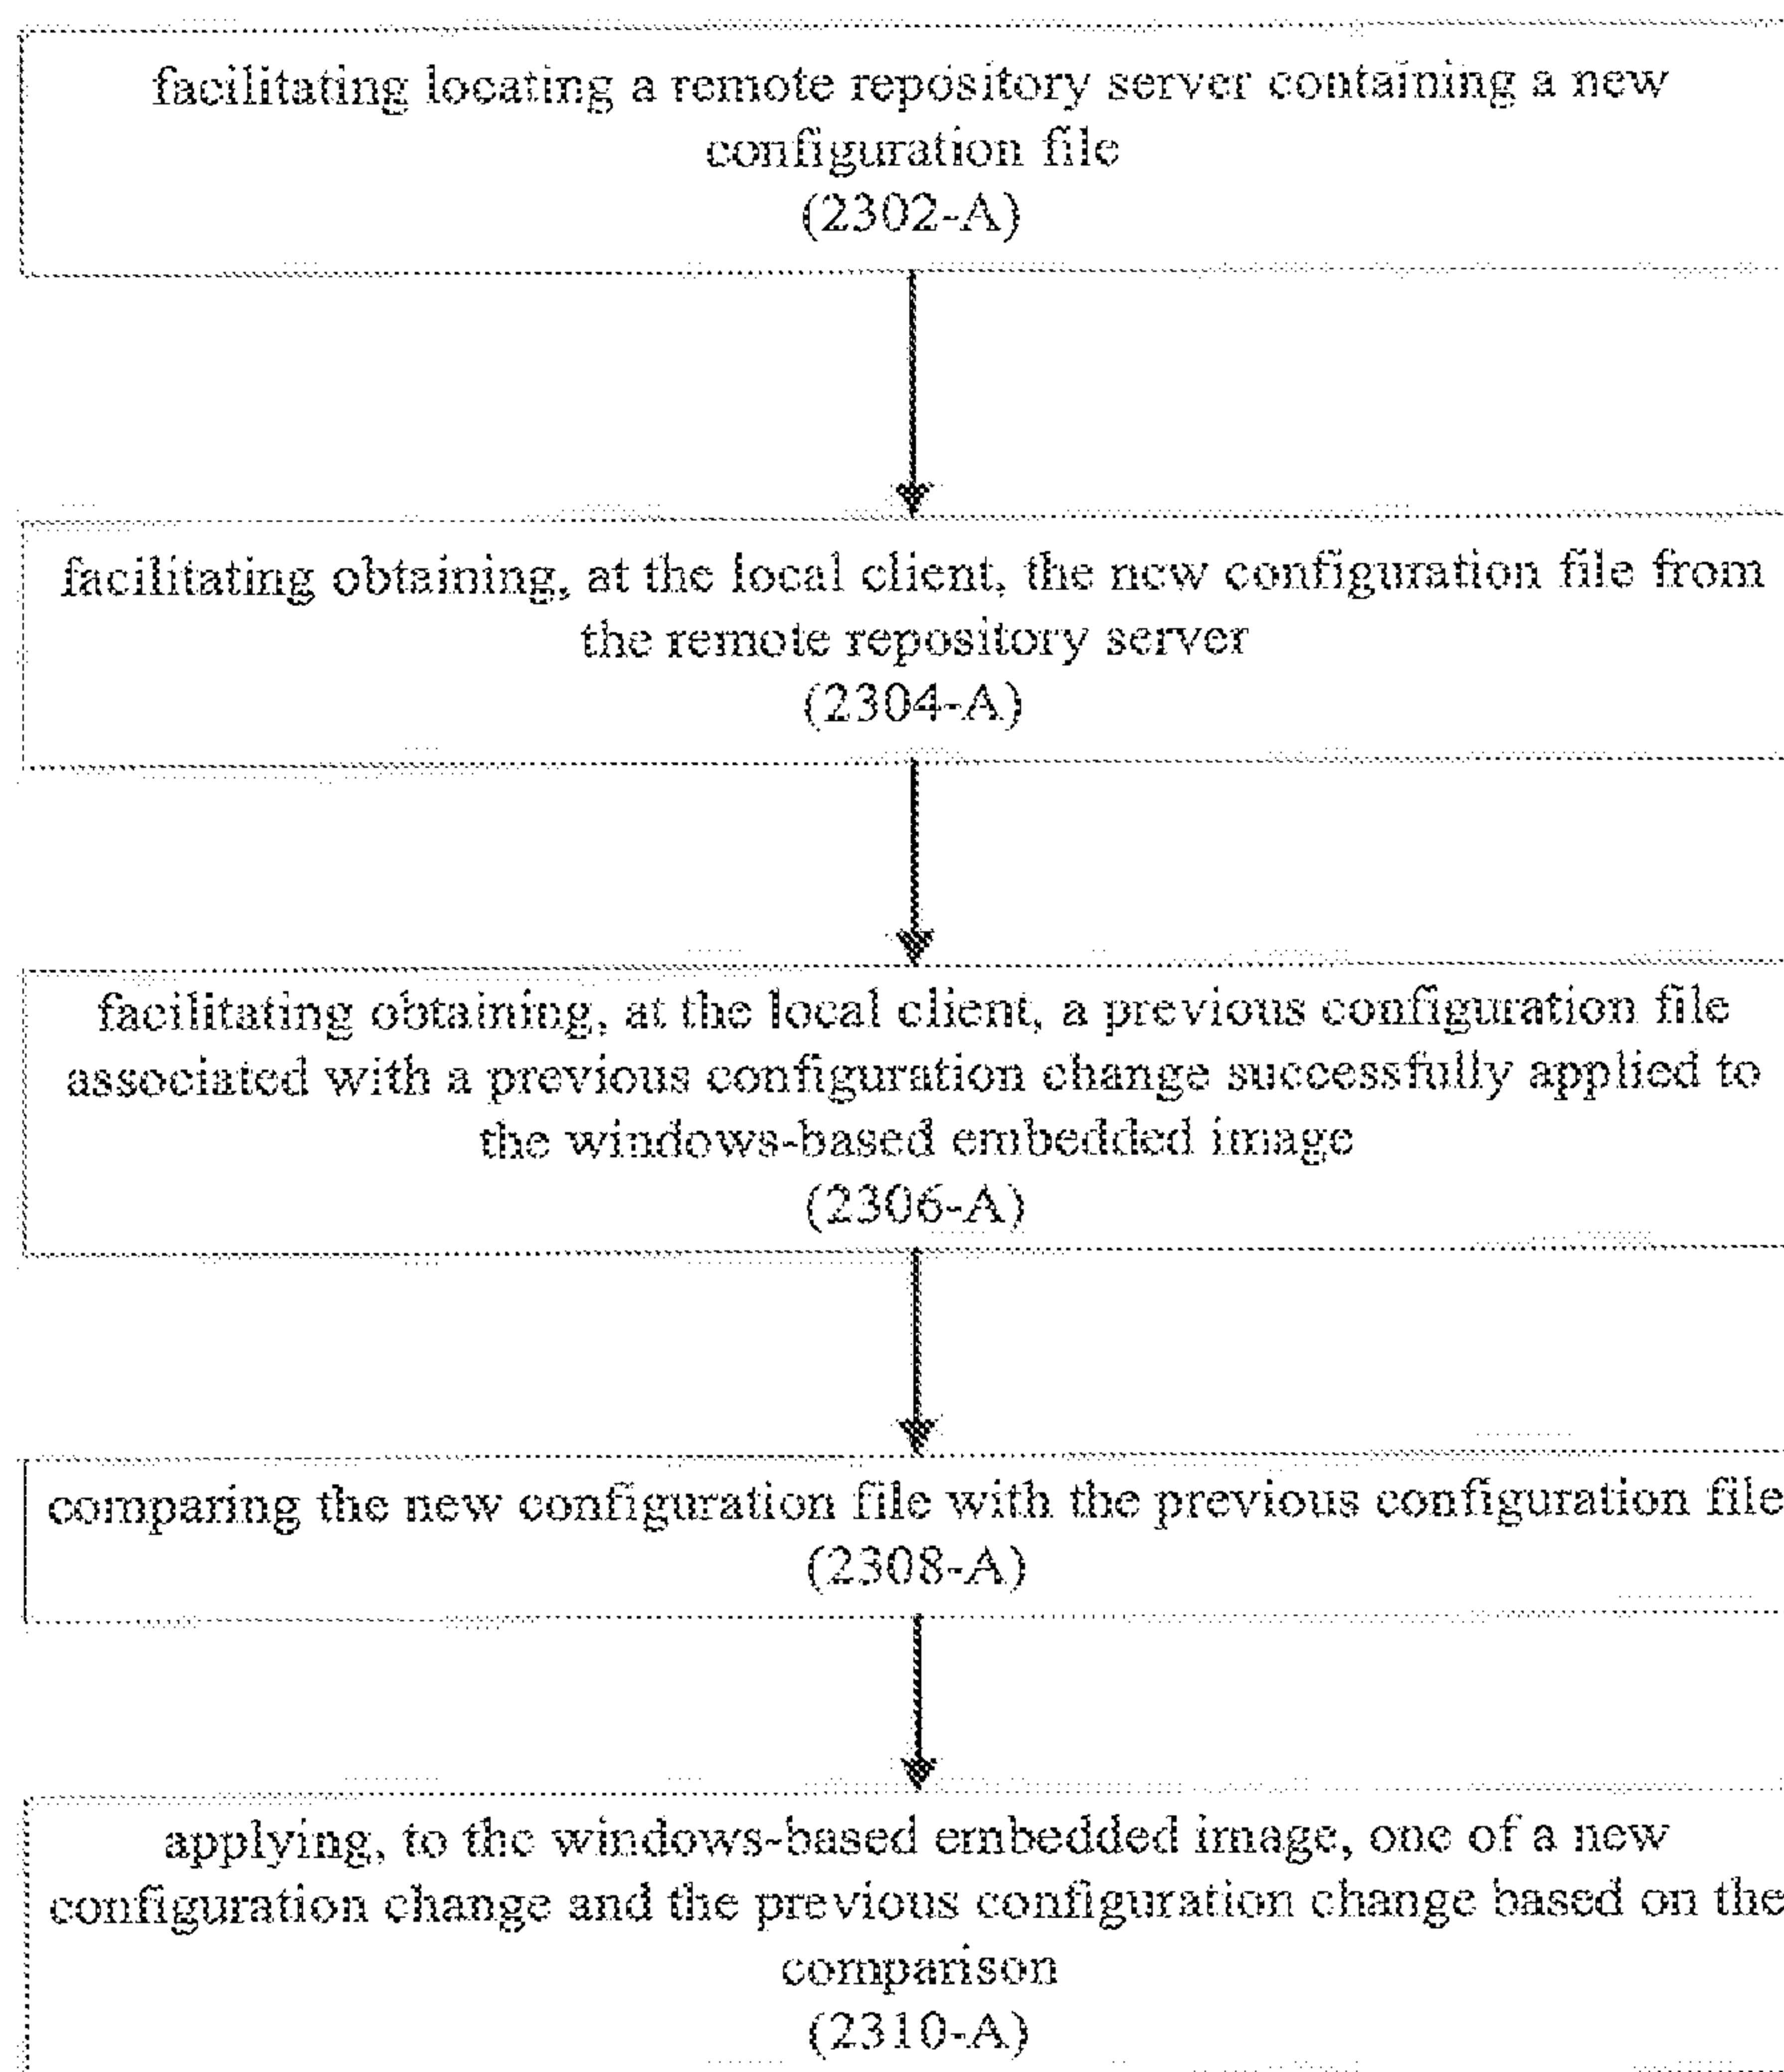 facilitating locating a remote repository server containing a new
configuration file
(2302-A)
facilitating obtaining, at the local client, the new configuration file from
the remote repository server
(2304-A)
facilitating obtaining, at the local client, a previous configuration file
associated with a previous configuration change successfully applied to
the windows-based embedded image
(2306-A)
comparing the new configuration file with the previous configuration file
(2308-A)
applying, to the windows-based embedded image, one of a new
configuration change and the previous configuration change based on the
comparison
(2310-A)